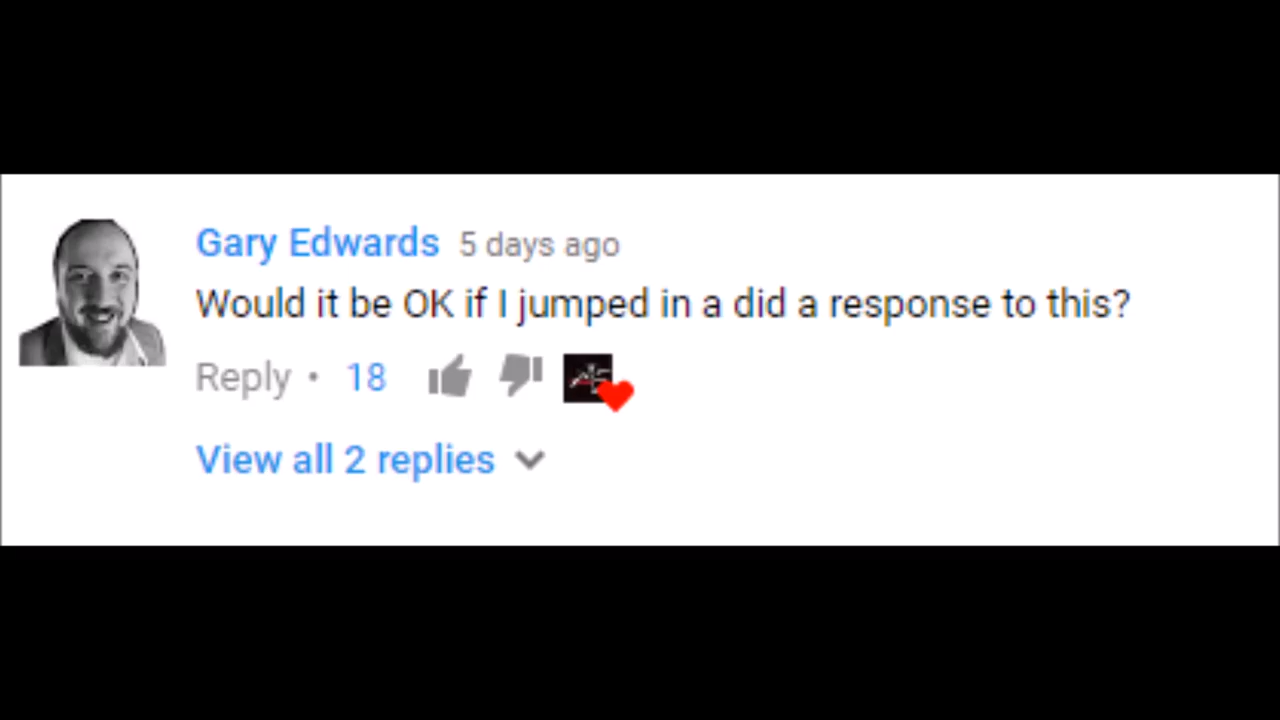 Gary Edwards 5 days ago
Would it be OK if I jumped in a did a response to this?
Reply • 18
View all 2 replies